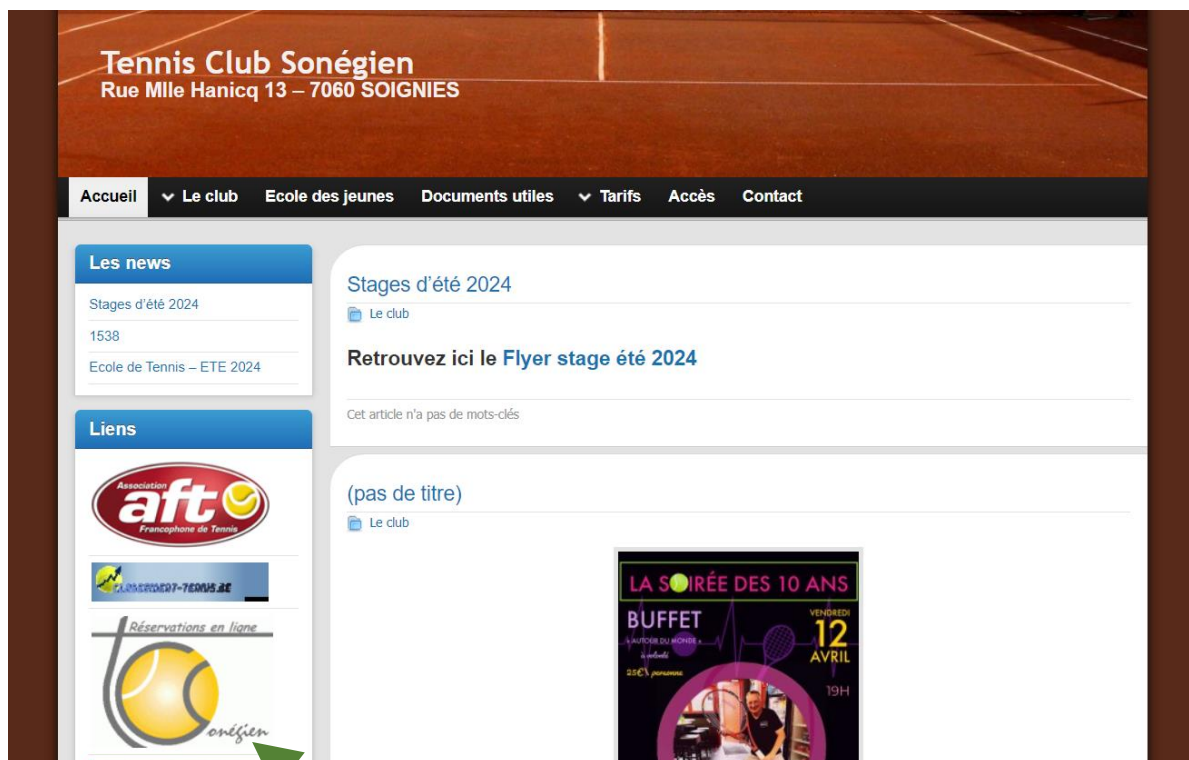 Tennis Club Sonégien
Rue Mlle Hanicq 13 – 7060 SOIGNIES
Accueil Le club Ecole des jeunes Documents utiles Tarifs Accès Contact
Les news
Stages d'été 2024
1538
Ecole de Tennis – ETE 2024
Liens
Association
aft
Francophone de Tennis
Réservations en ligne
onégien
Stages d'été 2024
Le club
Retrouvez ici le Flyer stage été 2024
Cet article n'a pas de mots-clés
(pas de titre)
Le club
LA SOIRÉE DES 10 ANS
BUFFET
« AUTOUR DU MONDE »
à volonté
25€\ personne
VENDREDI
12
AVRIL
19H